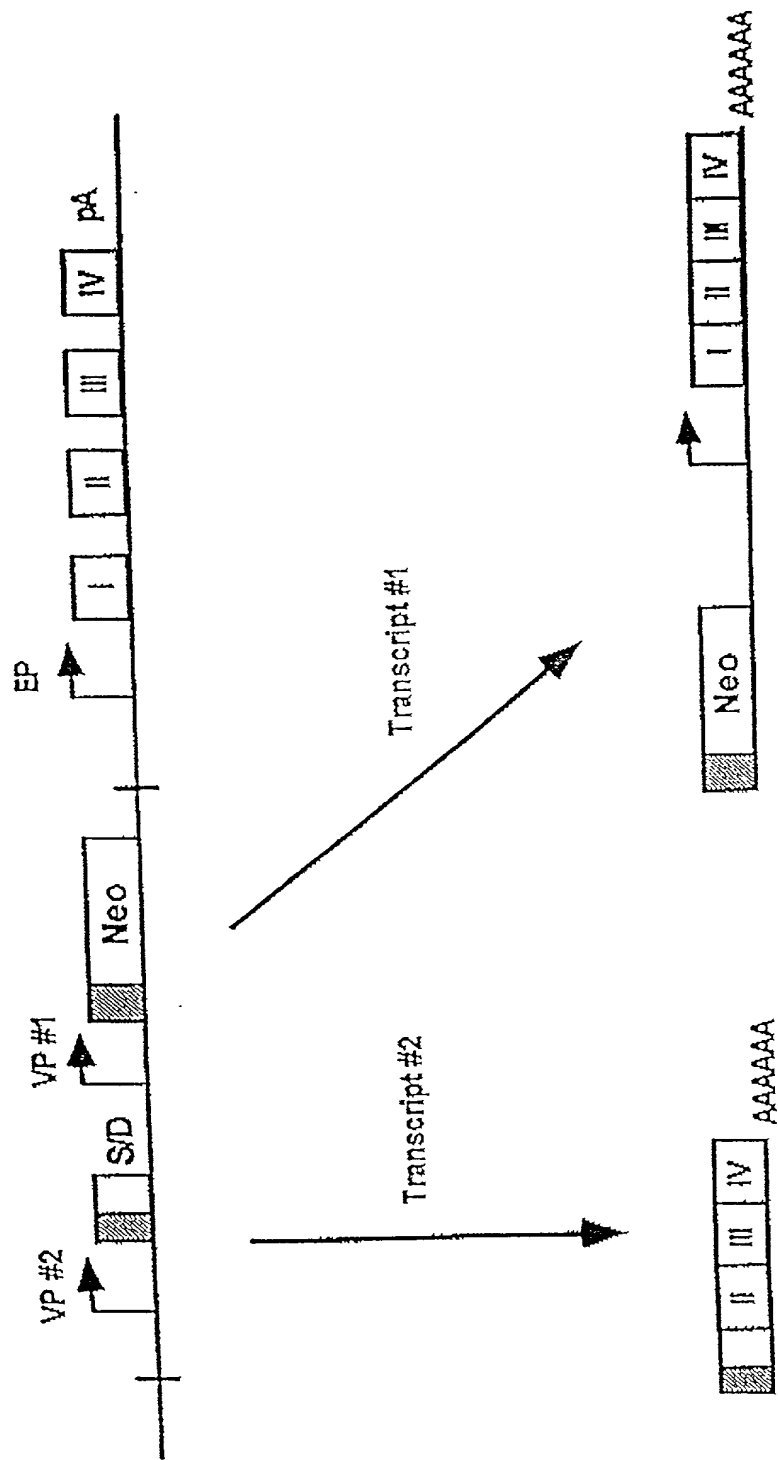 EP
VP #2
S/D
VP #1
Neo
I
II
III
IV
pA
Transcript #2
Transcript #1
II
III
IV
AAAAAA
Neo
I
II
III
IV
AAAAAA